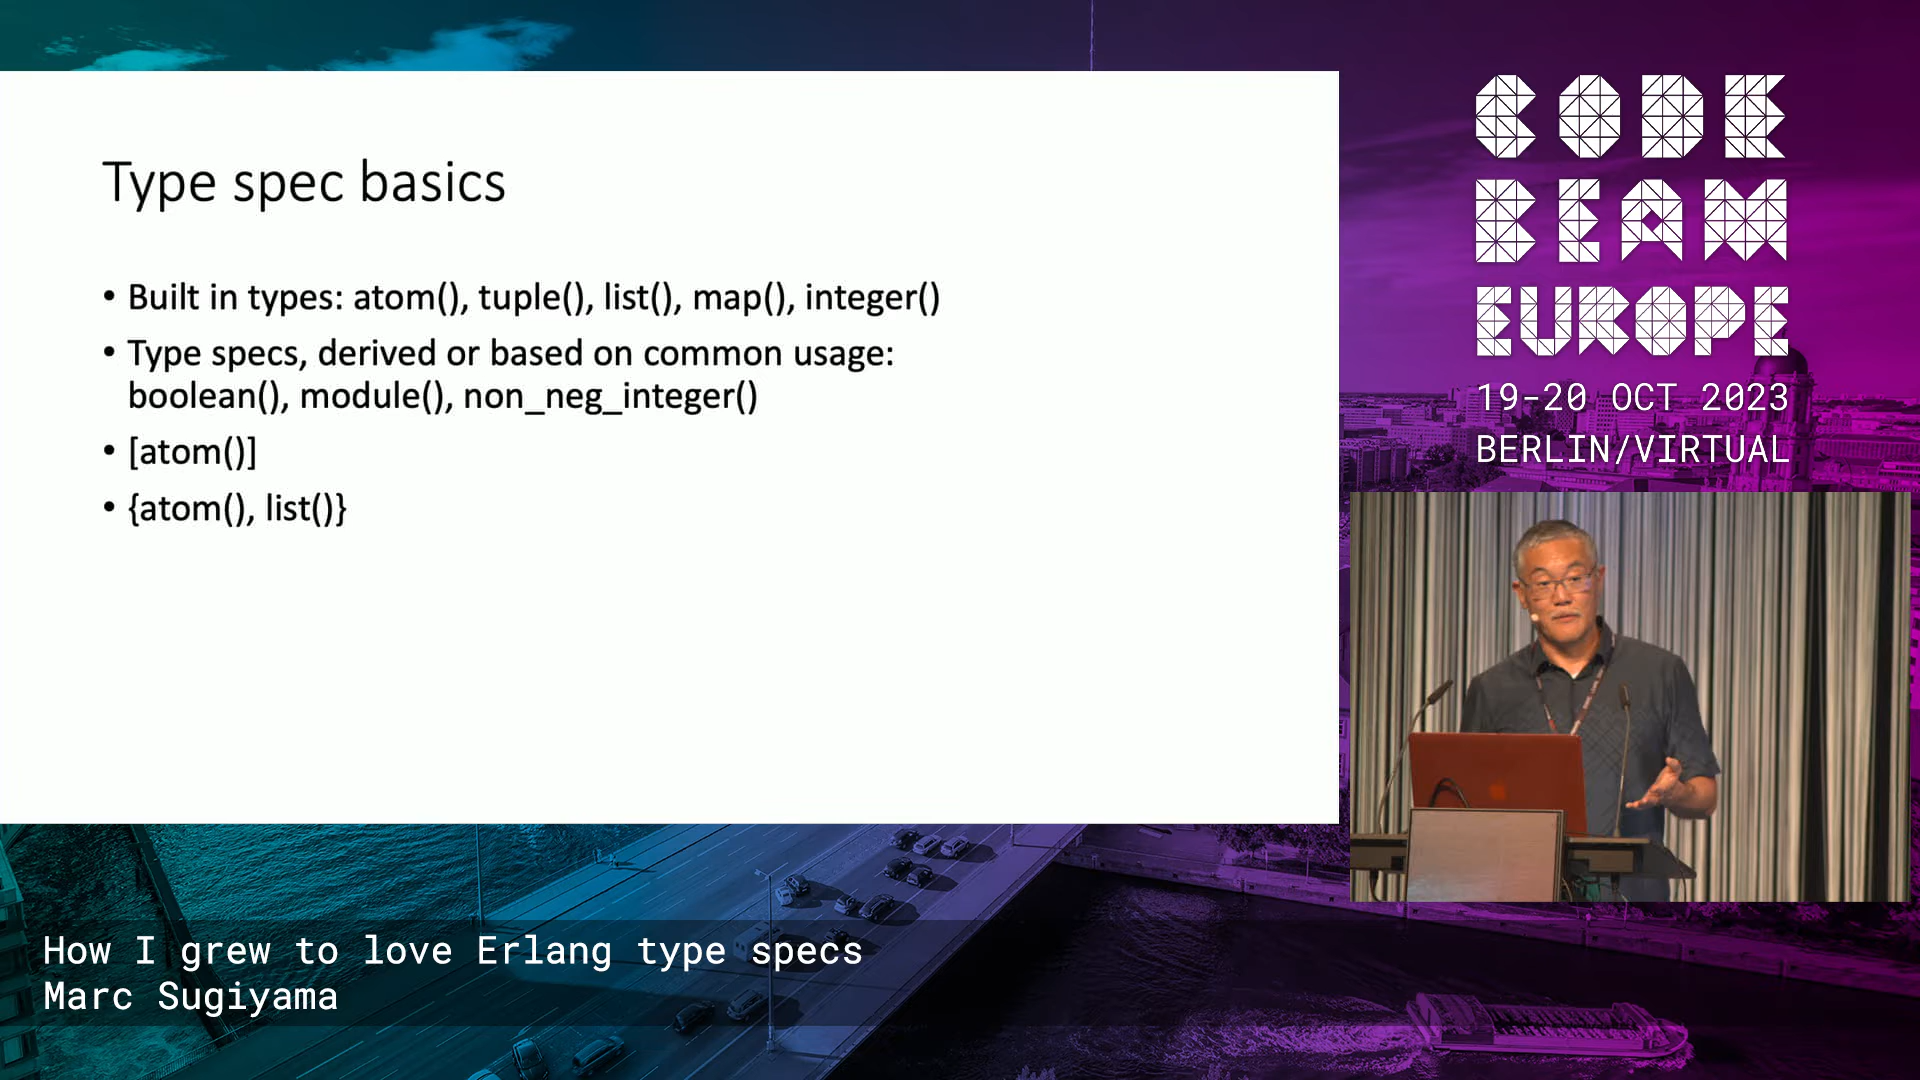 Type spec basics
• Built in types: atom(), tuple(), list(), map(), integer()
• Type specs, derived or based on common usage:
boolean(), module(), non_neg_integer()
• [atom()]
• {atom(), list()}
CODE
BEAM
EUROPE
19-20 OCT 2023
BERLIN/VIRTUAL
How I grew to love Erlang type specs
Marc Sugiyama